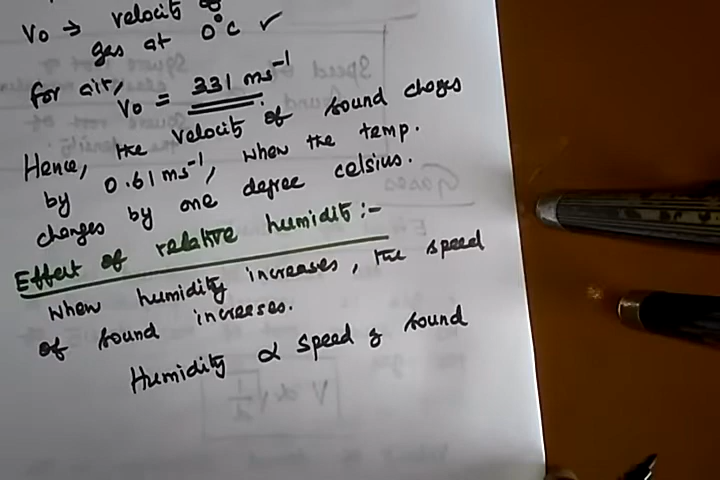 V₀ → velocity of
gas at 0°C ✓
for air,
V₀ = 331 ms⁻¹
Hence, the velocity of sound chages
by 0.61 ms⁻¹, when the temp.
changes by one degree celsius.
Effect of relative humidity :-
When humidity increases, the speed
of sound increases.
Humidity ∝ speed of sound